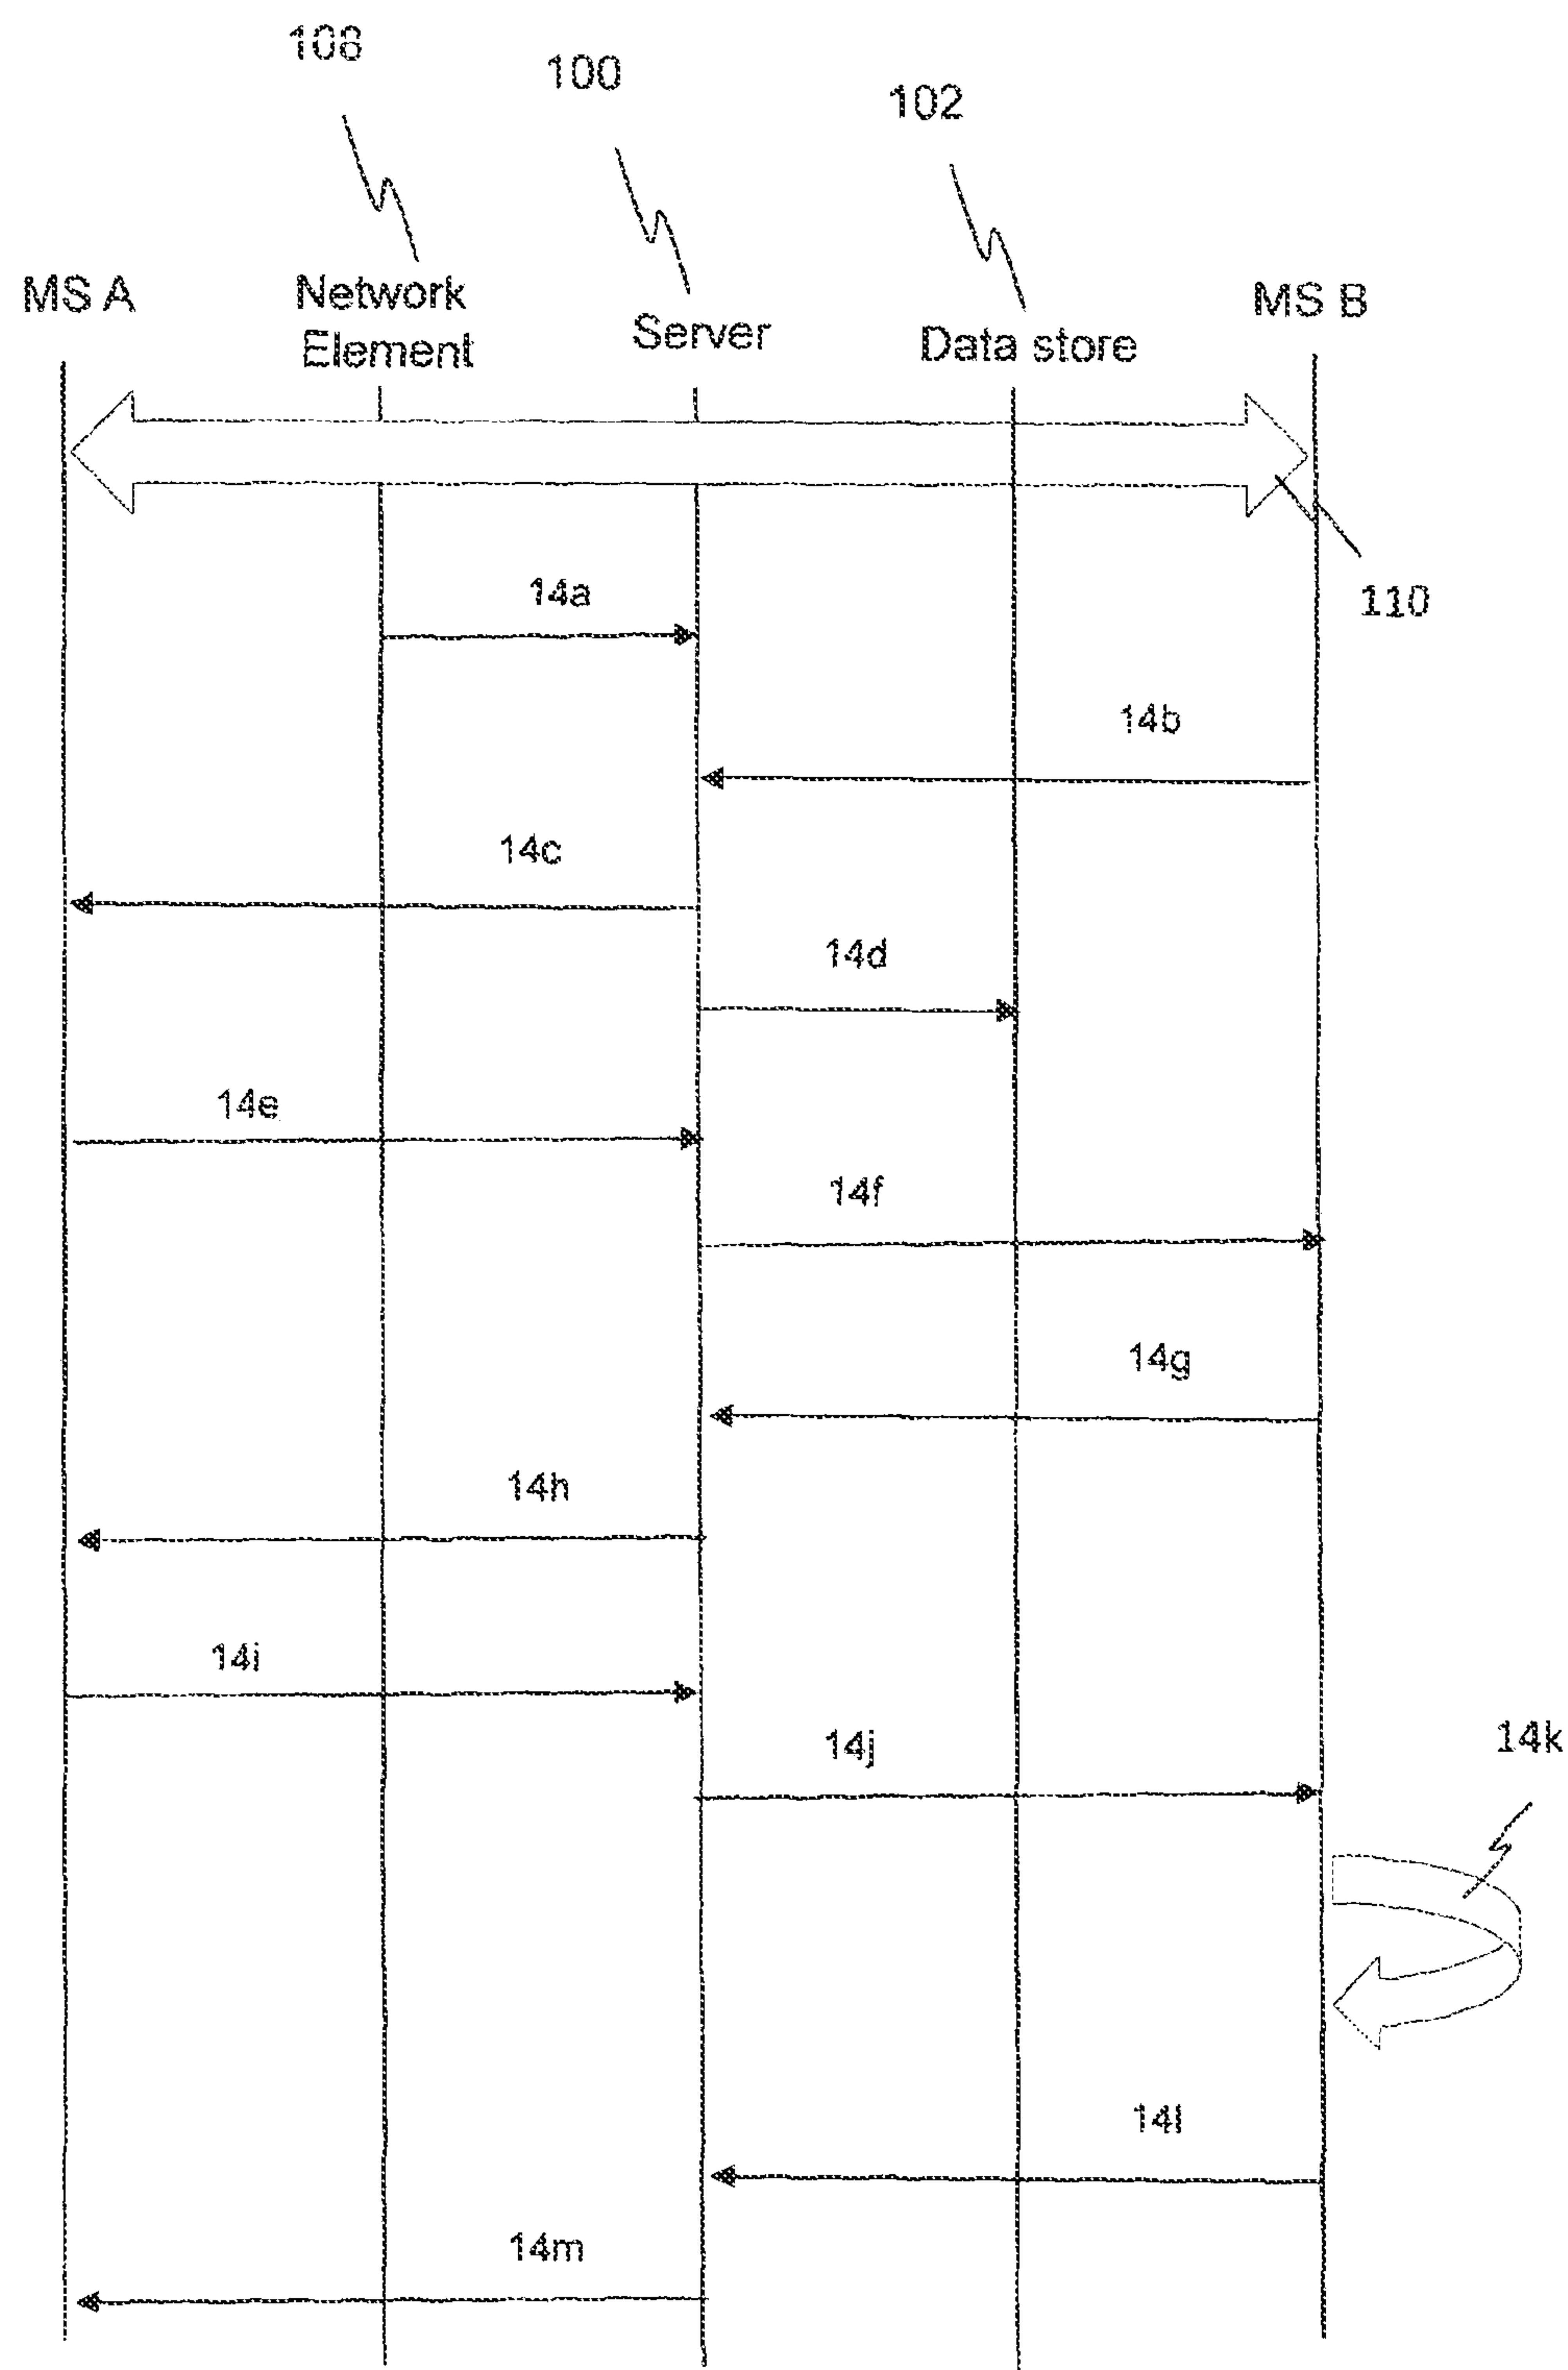 108
100
102
MS A
Network
Element
Server
Data store
MS B
110
14a
14b
14c
14d
14e
14f
14g
14h
14i
14j
14k
14l
14m